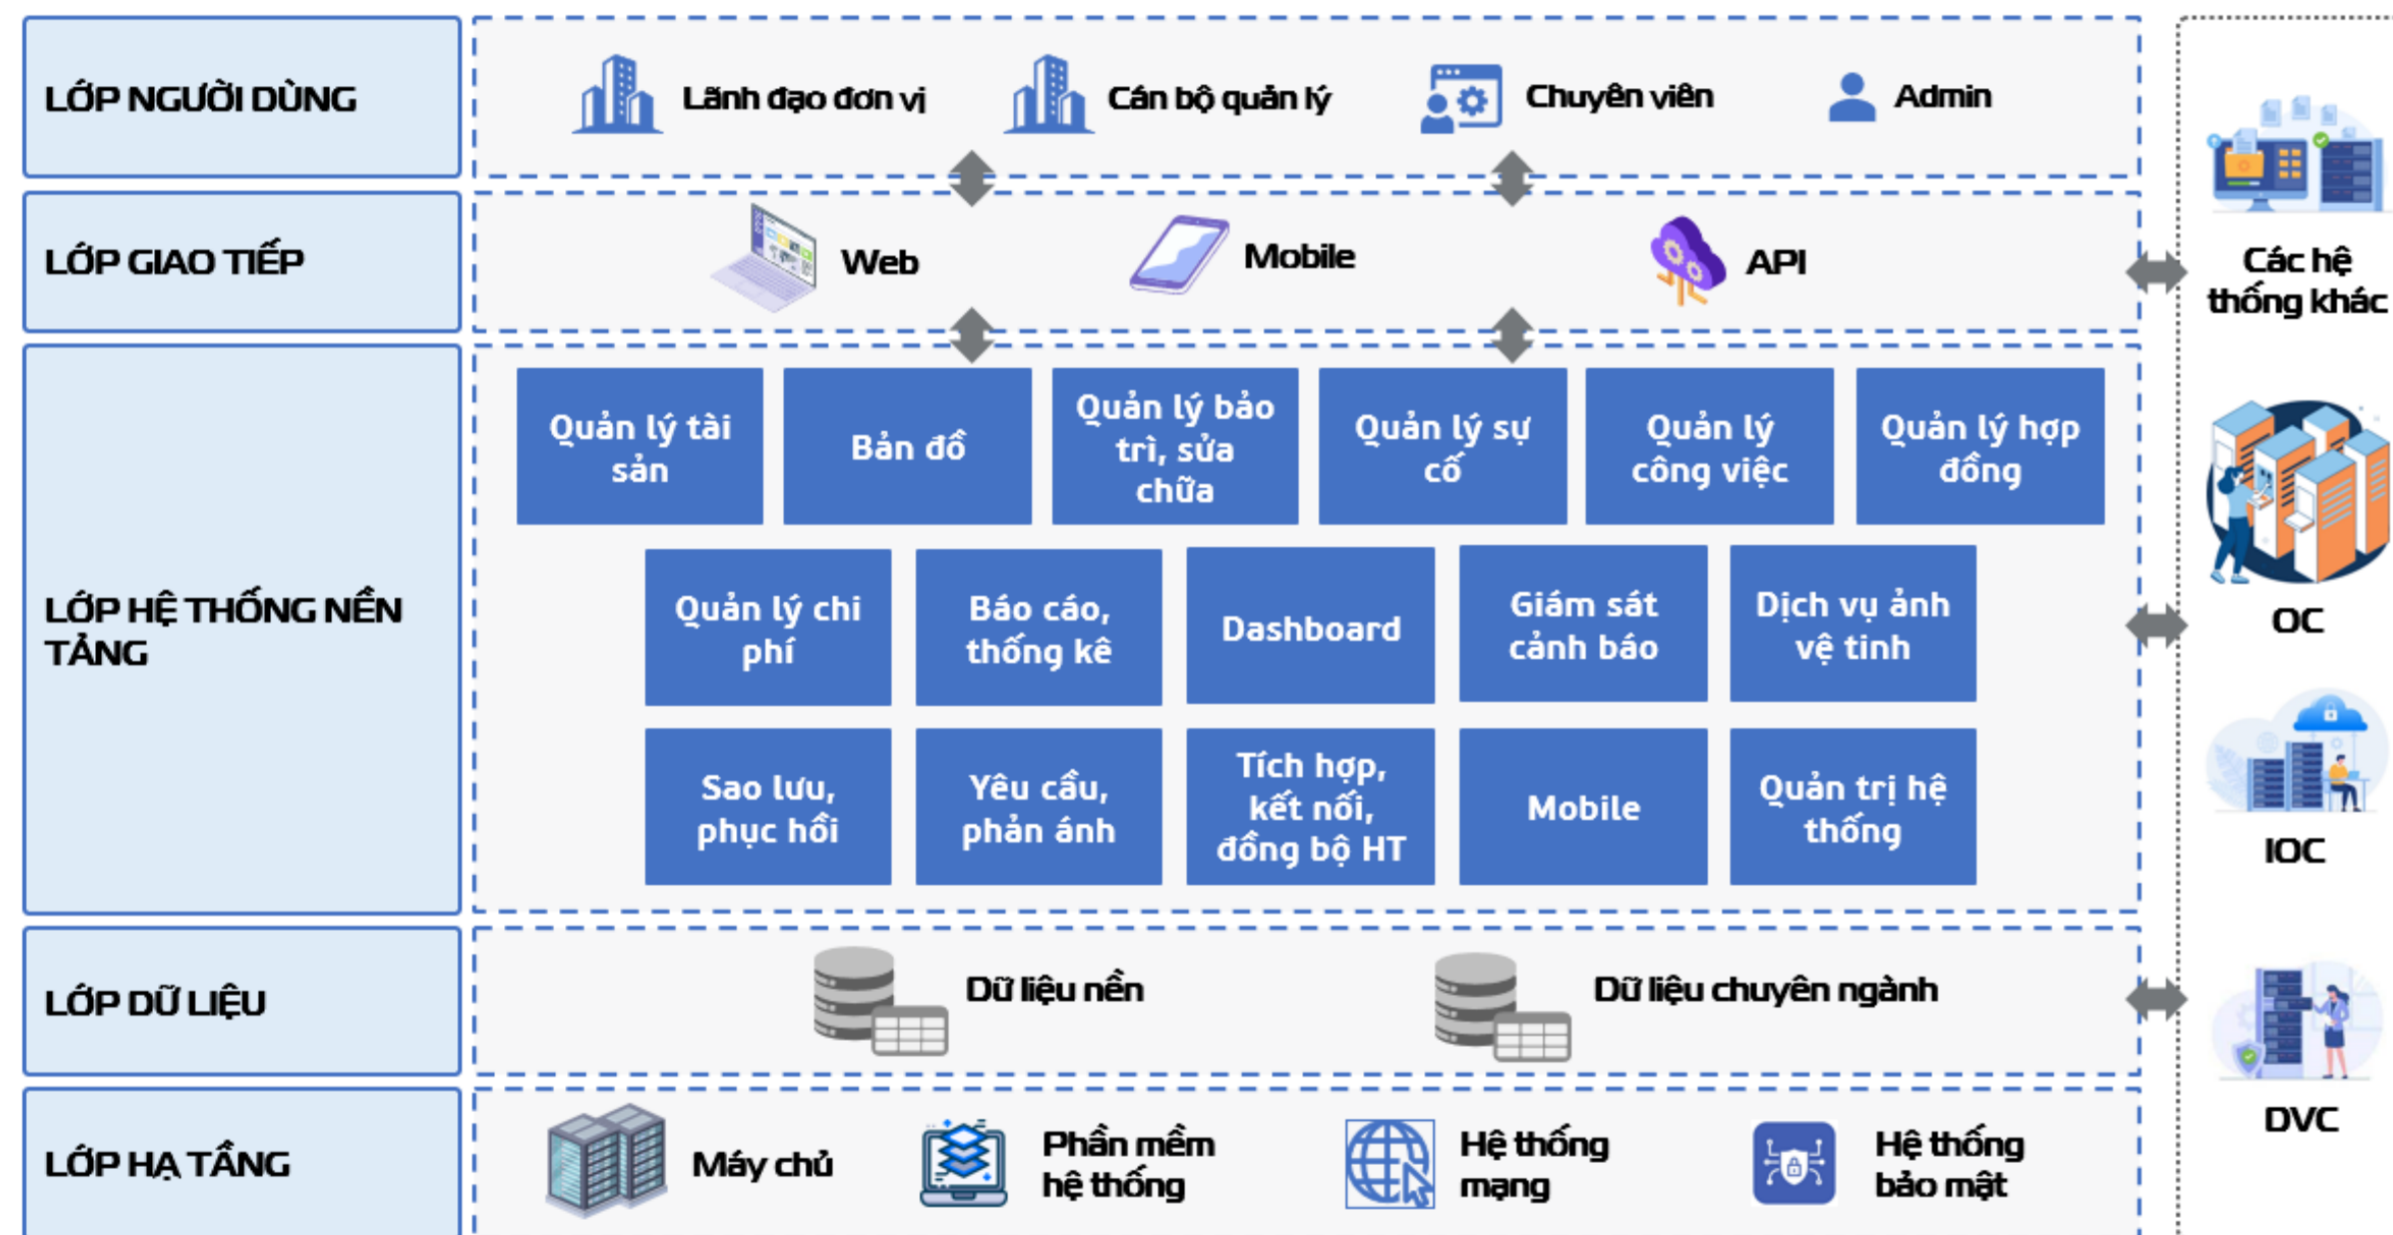 LỚP NGƯỜI DÙNG
Lãnh đạo đơn vị
Cán bộ quản lý
Chuyên viên
Admin
LỚP GIAO TIẾP
Web
Mobile
API
LỚP HỆ THỐNG NỀN
TẢNG
Quản lý tài
sản
Bản đồ
Quản lý bảo
trì, sửa
chữa
Quản lý sự
cố
Quản lý
công việc
Quản lý hợp
đồng
Quản lý chi
phí
Báo cáo,
thống kê
Dashboard
Giám sát
cảnh báo
Dịch vụ ảnh
vệ tinh
Sao lưu,
phục hồi
Yêu cầu,
phản ánh
Tích hợp,
kết nối,
đồng bộ HT
Mobile
Quản trị hệ
thống
LỚP DỮ LIỆU
Dữ liệu nền
Dữ liệu chuyên ngành
LỚP HẠ TẦNG
Máy chủ
Phần mềm
hệ thống
Hệ thống
mạng
Hệ thống
bảo mật
Các hệ
thống khác
OC
IOC
DVC